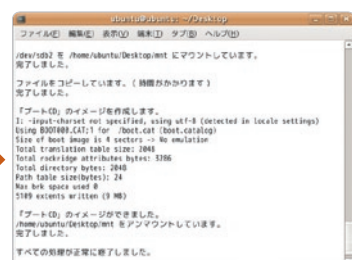 ubuntu@ubuntu: ~/Desktop
ファイル(F) 編集(E) 表示(V) 端末(T) タブ(B) ヘルプ(H)
/dev/sdb2 を /home/ubuntu/Desktop/mnt にマウントしています。
完了しました。
ファイルをコピーしています。(時間がかかります)
完了しました。
「ブートCD」のイメージを作成します。
I: -input-charset not specified, using utf-8 (detected in locale settings)
Using BOOT000.CAT;1 for /boot.cat (boot.catalog)
Size of boot image is 4 sectors -> No emulation
Total translation table size: 2048
Total rockridge attributes bytes: 3286
Total directory bytes: 2048
Path table size(bytes): 24
Max brk space used 0
5109 extents written (9 MB)
「ブートCD」のイメージができました。
/home/ubuntu/Desktop/mnt をアンマウントしています。
完了しました。
すべての処理が正常に終了しました。